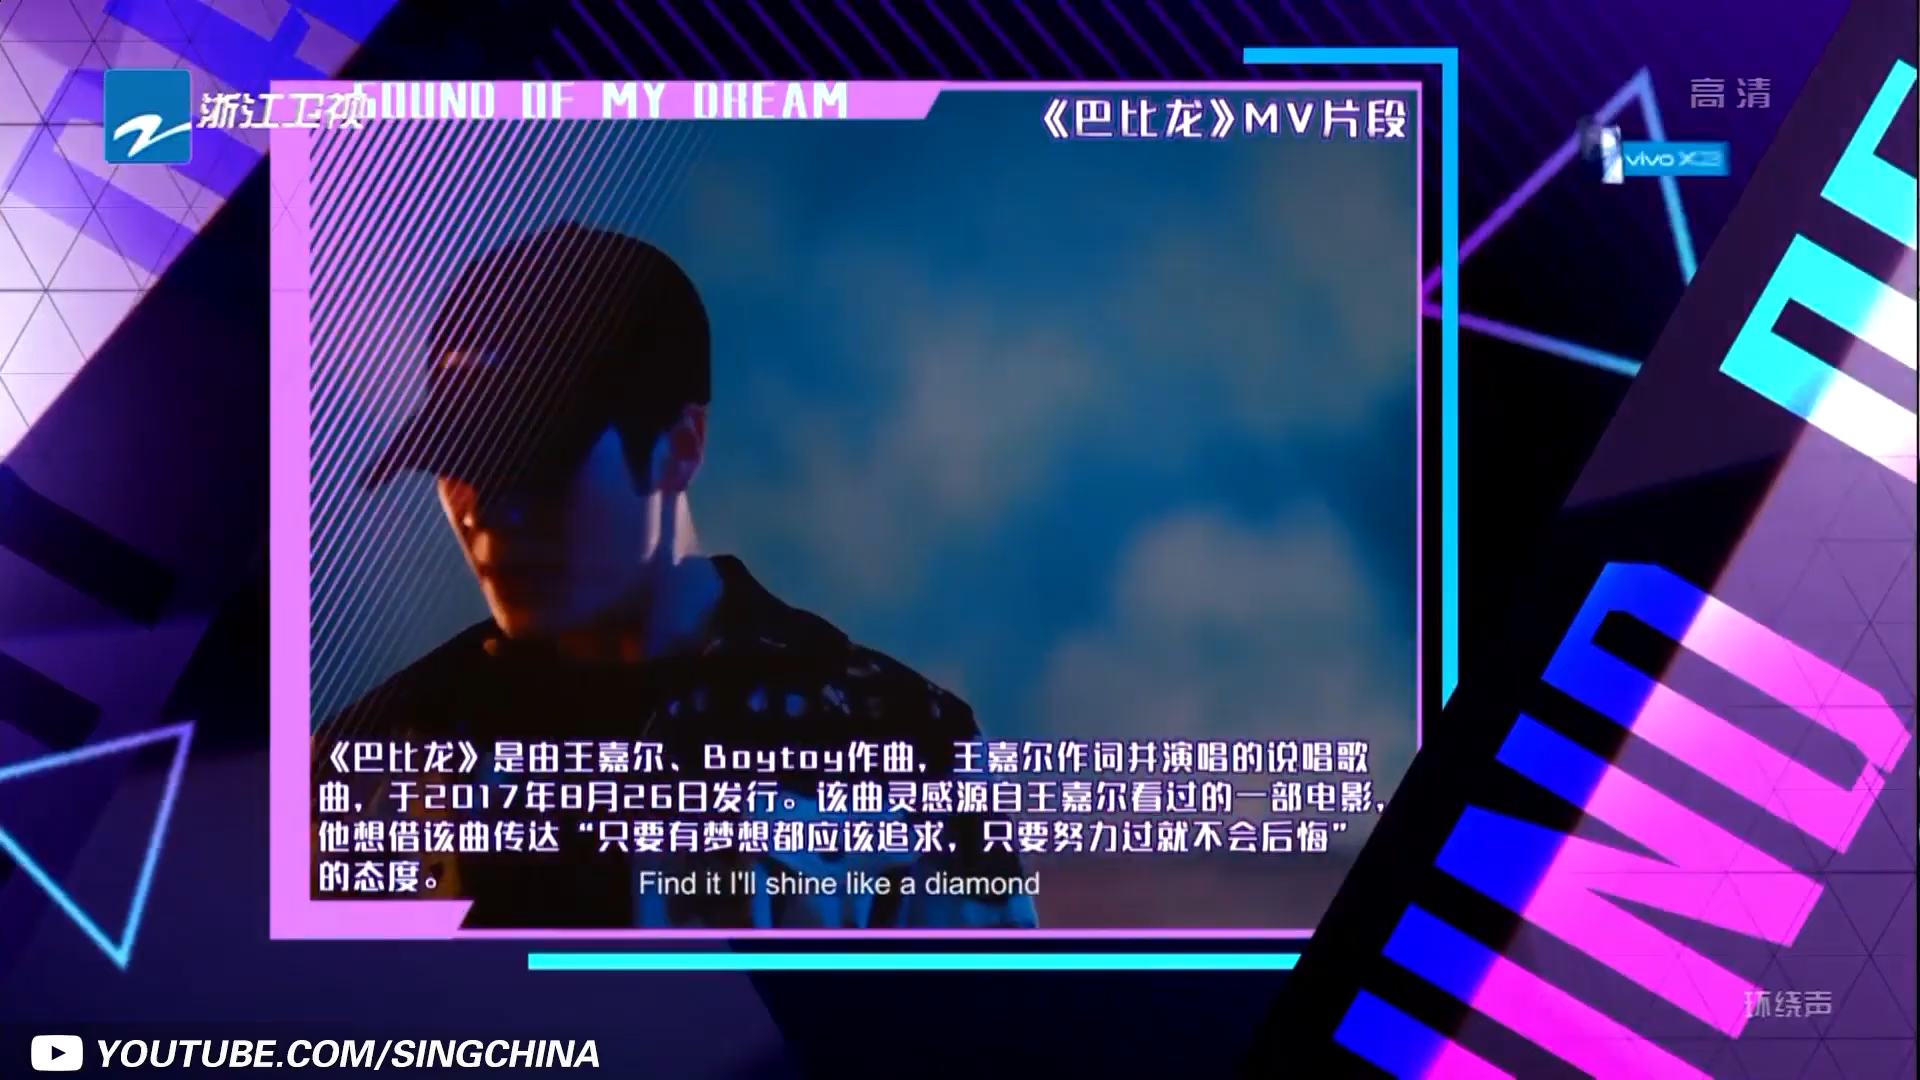 浙江卫视
SOUND OF MY DREAM
《巴比龙》MV片段
高清
vivo X23
《巴比龙》是由王嘉尔、Boytoy作曲，王嘉尔作词并演唱的说唱歌
曲，于2017年8月26日发行。该曲灵感源自王嘉尔看过的一部电影，
他想借该曲传达“只要有梦想都应该追求，只要努力过就不会后悔”
的态度。
Find it I'll shine like a diamond
环绕声
YOUTUBE.COM/SINGCHINA